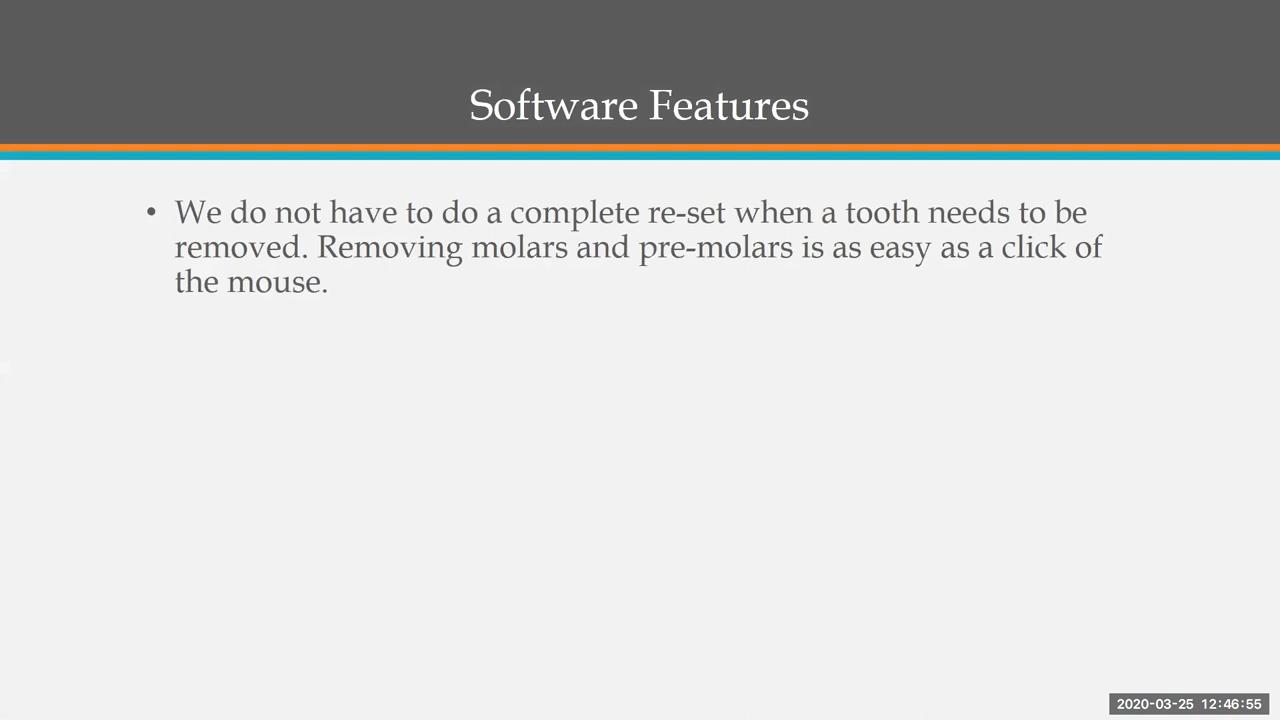 Software Features
• We do not have to do a complete re-set when a tooth needs to be
removed. Removing molars and pre-molars is as easy as a click of
the mouse.
2020-03-25 12:46:55